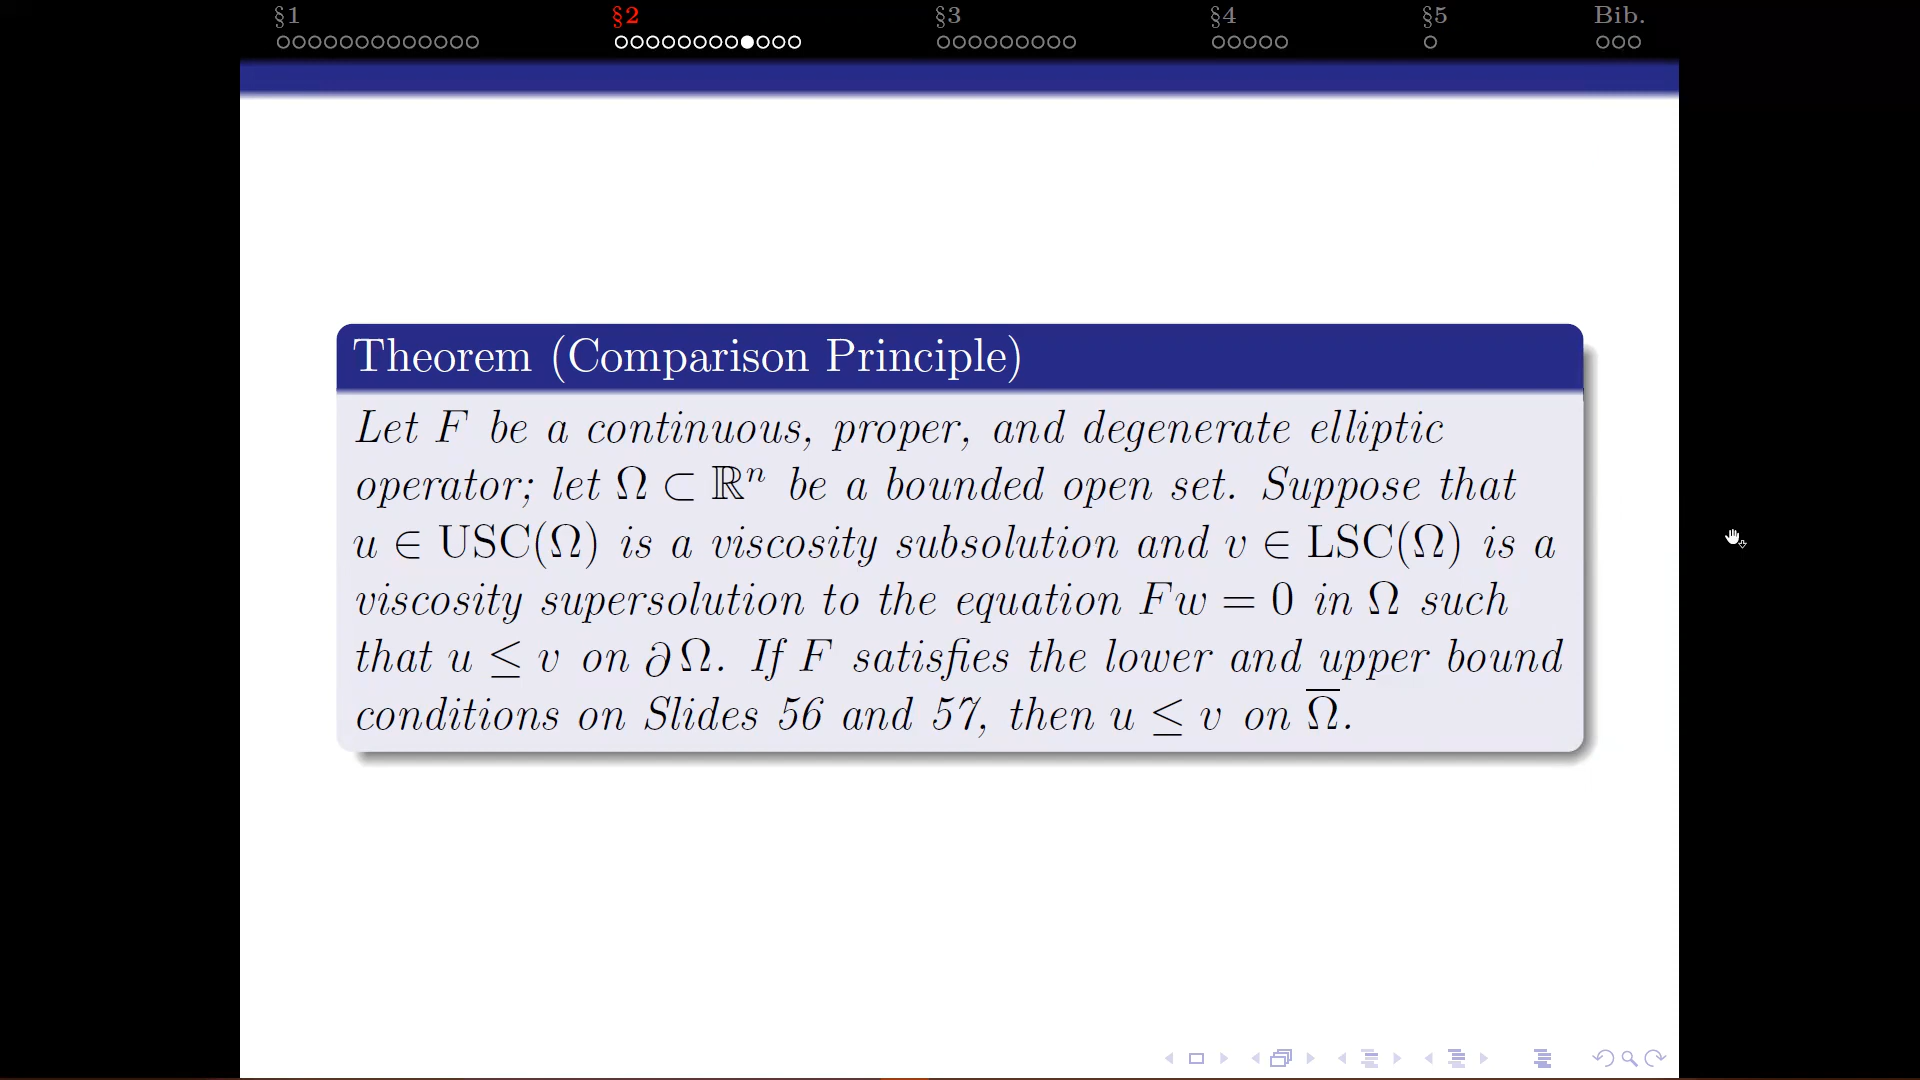 §1 §2 §3 §4 §5 Bib.
Theorem (Comparison Principle)
Let F be a continuous, proper, and degenerate elliptic
operator; let Ω ⊂ ℝⁿ be a bounded open set. Suppose that
u ∈ USC(Ω) is a viscosity subsolution and v ∈ LSC(Ω) is a
viscosity supersolution to the equation Fw = 0 in Ω such
that u ≤ v on ∂Ω. If F satisfies the lower and upper bound
conditions on Slides 56 and 57, then u ≤ v on Ω̅.